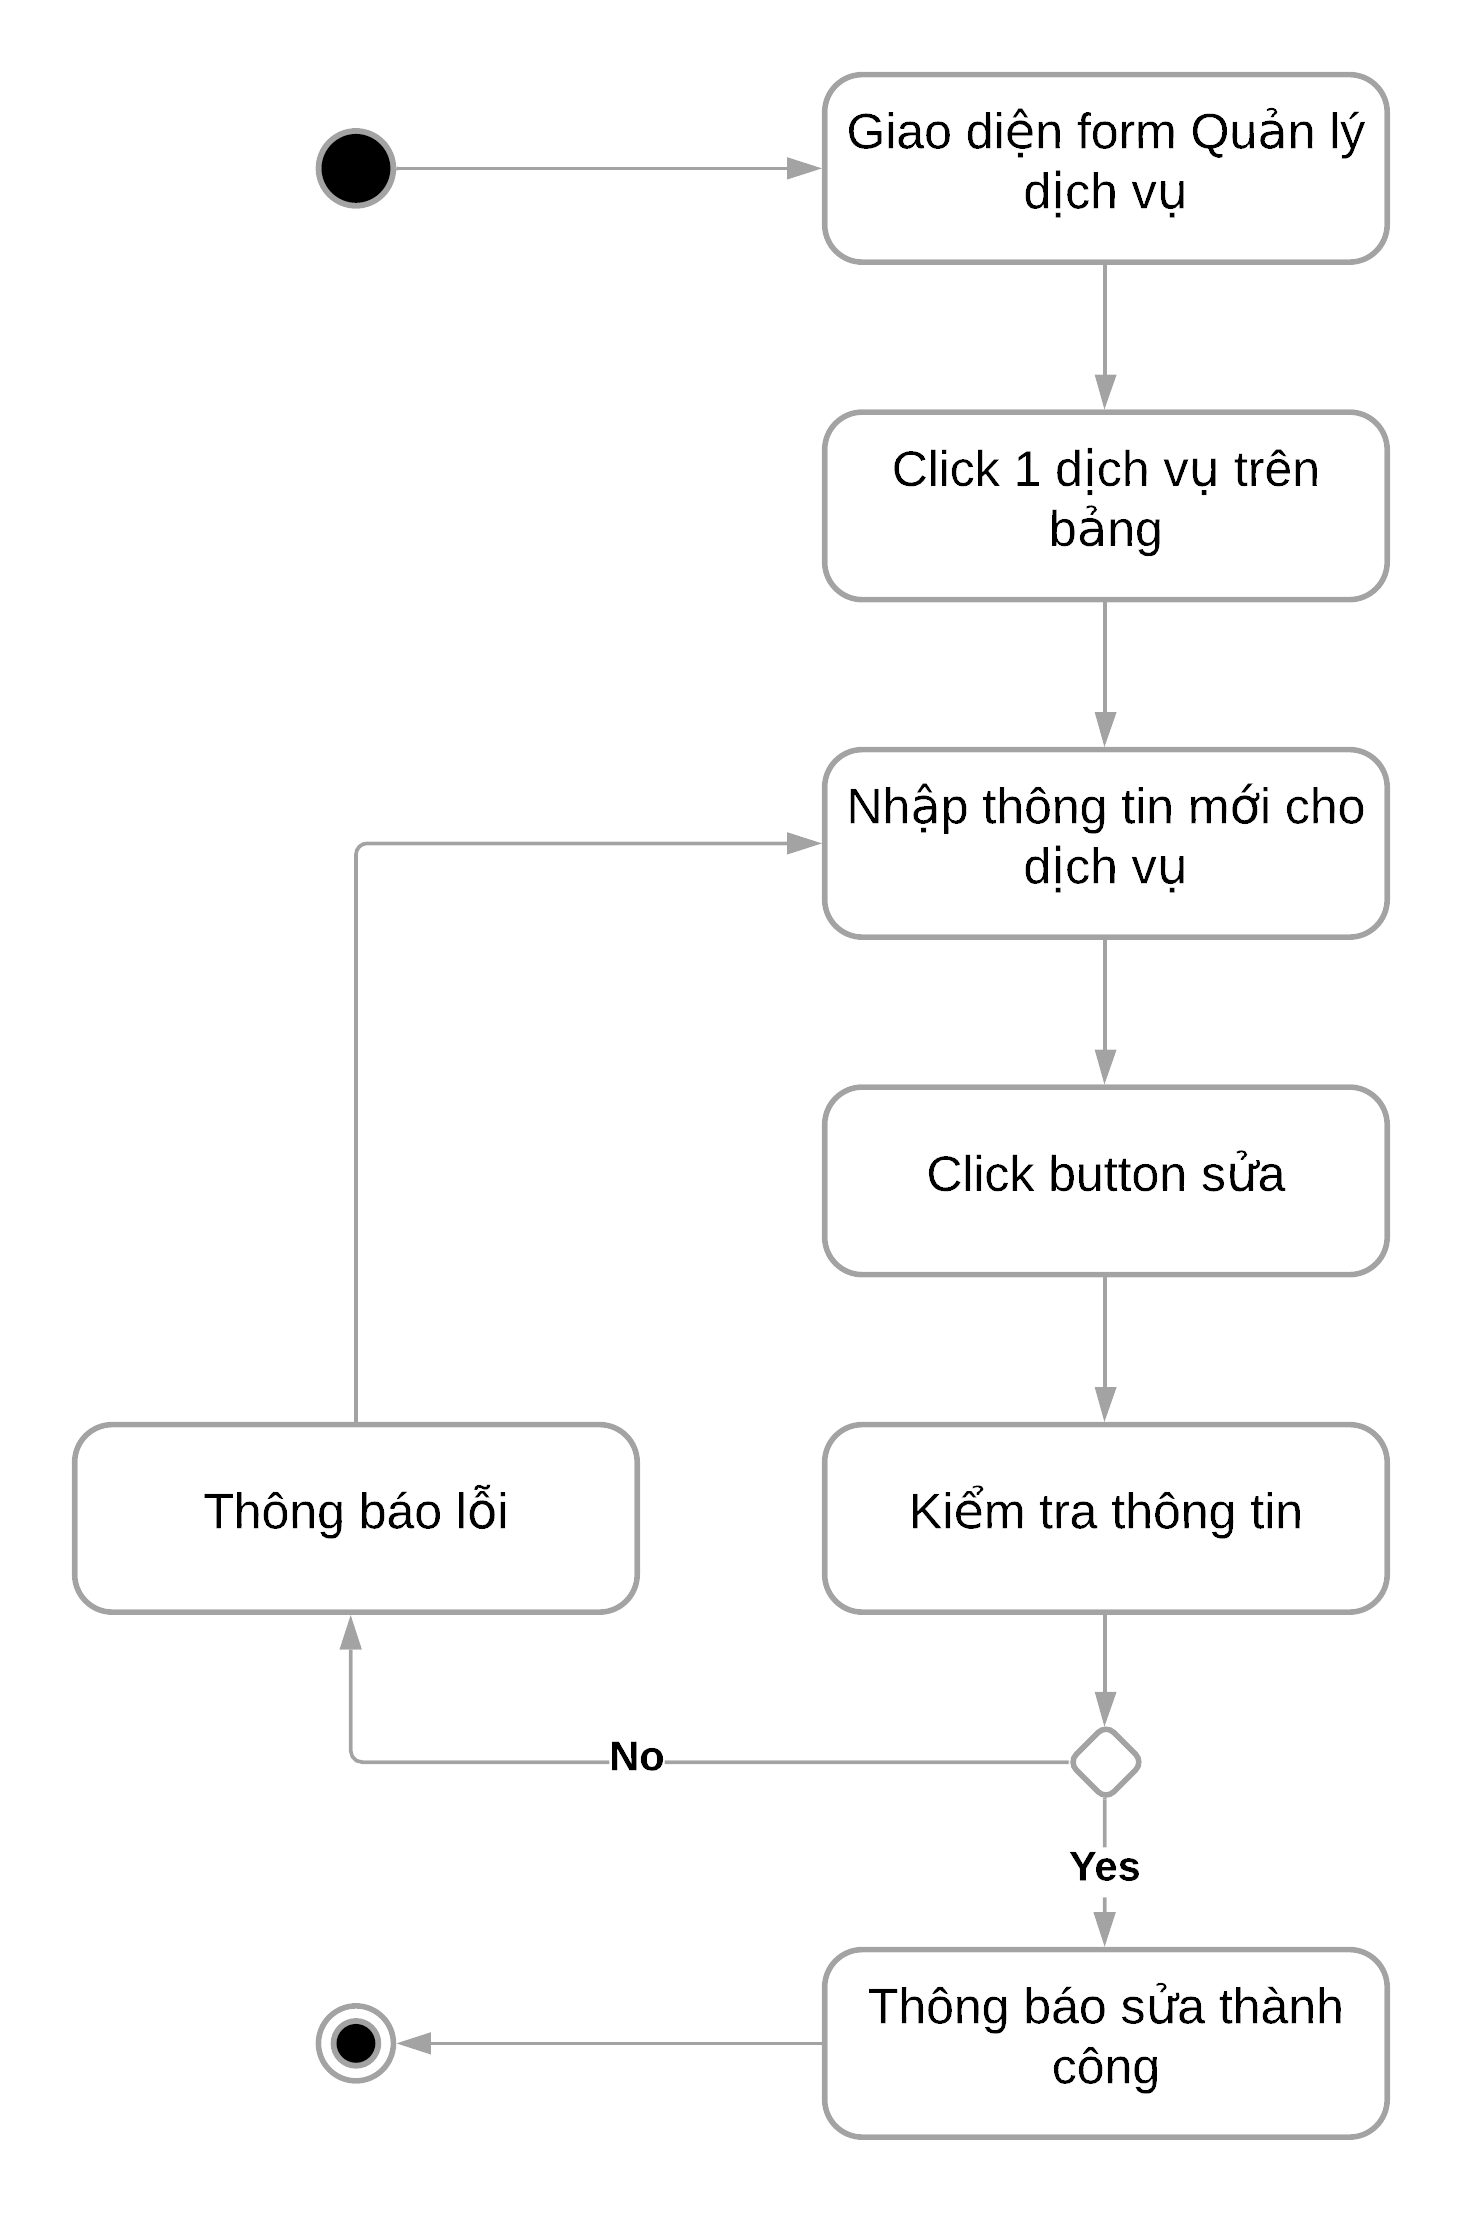 Giao diện form Quản lý
dịch vụ
Click 1 dịch vụ trên
bảng
Nhập thông tin mới cho
dịch vụ
Click button sửa
Thông báo lỗi
Kiểm tra thông tin
No
Yes
Thông báo sửa thành
công